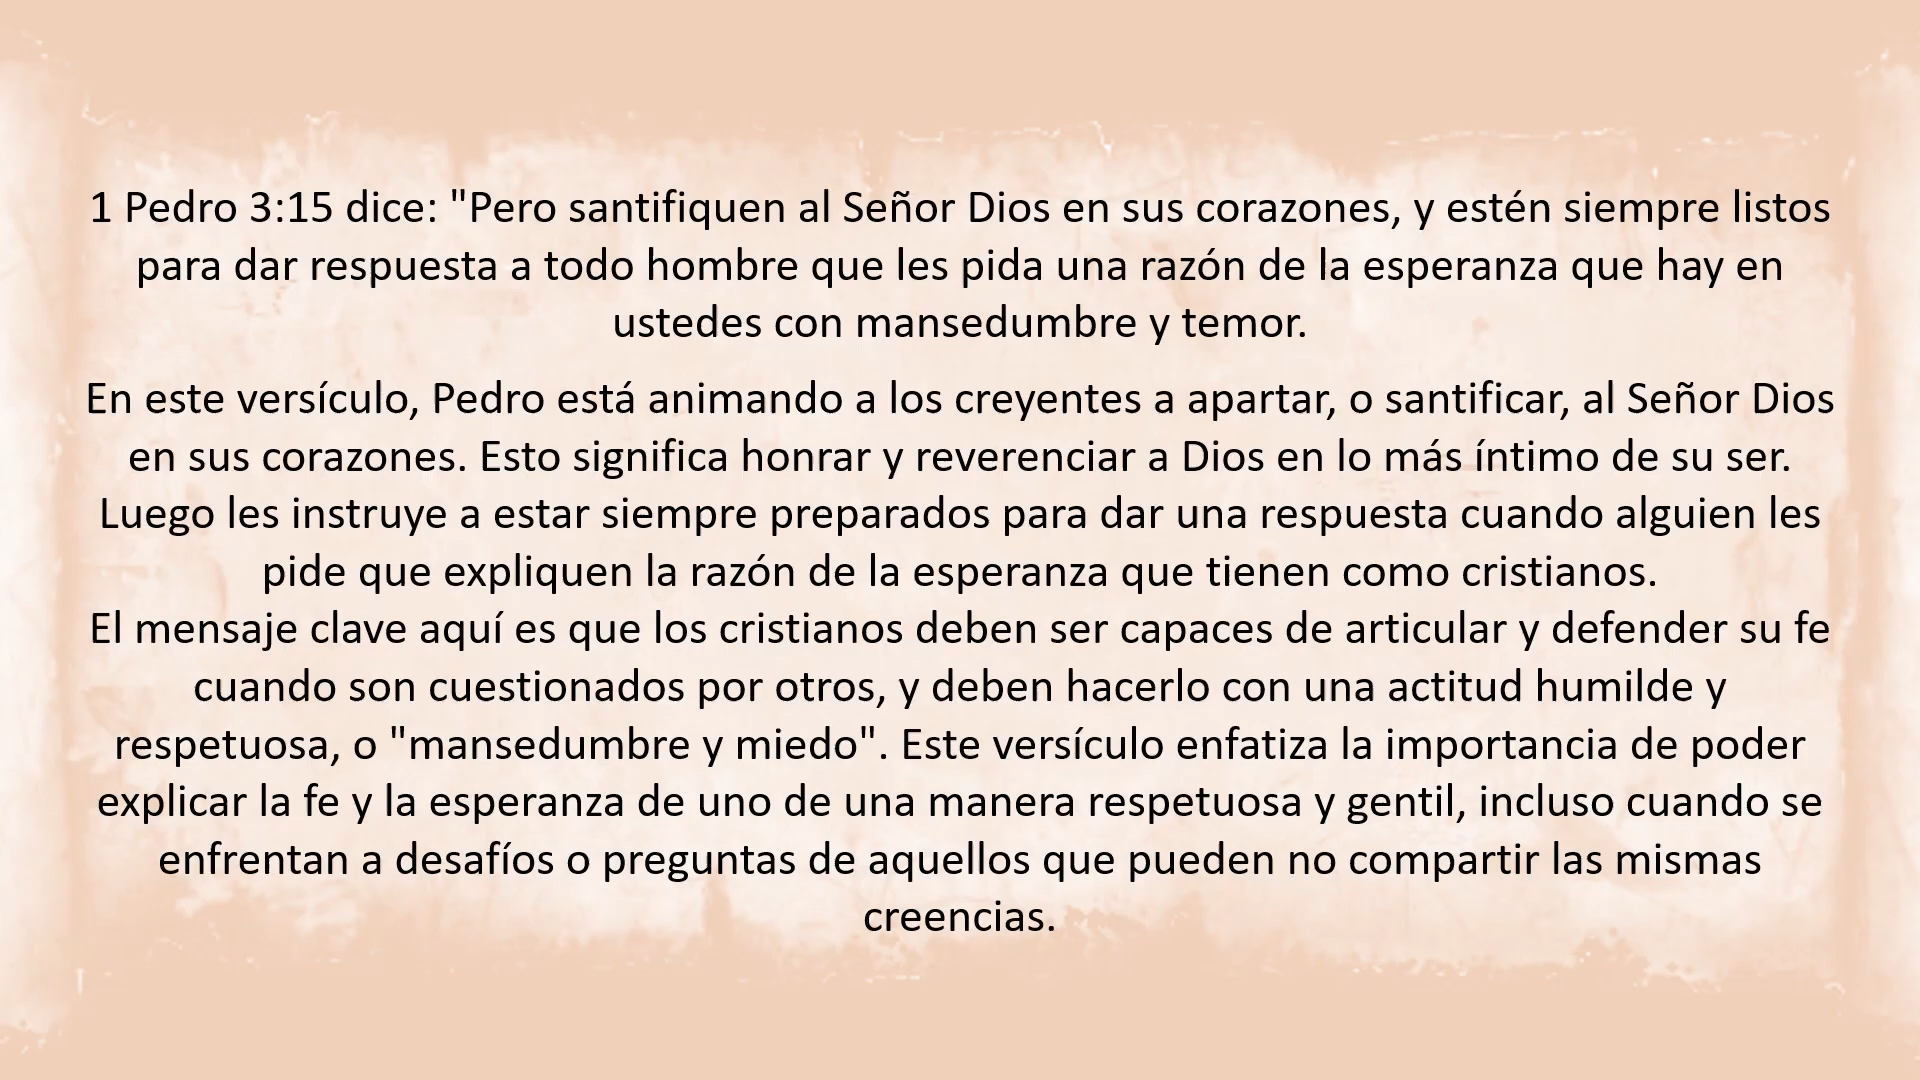 1 Pedro 3:15 dice: "Pero santifiquen al Señor Dios en sus corazones, y estén siempre listos
para dar respuesta a todo hombre que les pida una razón de la esperanza que hay en
ustedes con mansedumbre y temor.
En este versículo, Pedro está animando a los creyentes a apartar, o santificar, al Señor Dios
en sus corazones. Esto significa honrar y reverenciar a Dios en lo más íntimo de su ser.
Luego les instruye a estar siempre preparados para dar una respuesta cuando alguien les
pide que expliquen la razón de la esperanza que tienen como cristianos.
El mensaje clave aquí es que los cristianos deben ser capaces de articular y defender su fe
cuando son cuestionados por otros, y deben hacerlo con una actitud humilde y
respetuosa, o "mansedumbre y miedo". Este versículo enfatiza la importancia de poder
explicar la fe y la esperanza de uno de una manera respetuosa y gentil, incluso cuando se
enfrentan a desafíos o preguntas de aquellos que pueden no compartir las mismas
creencias.